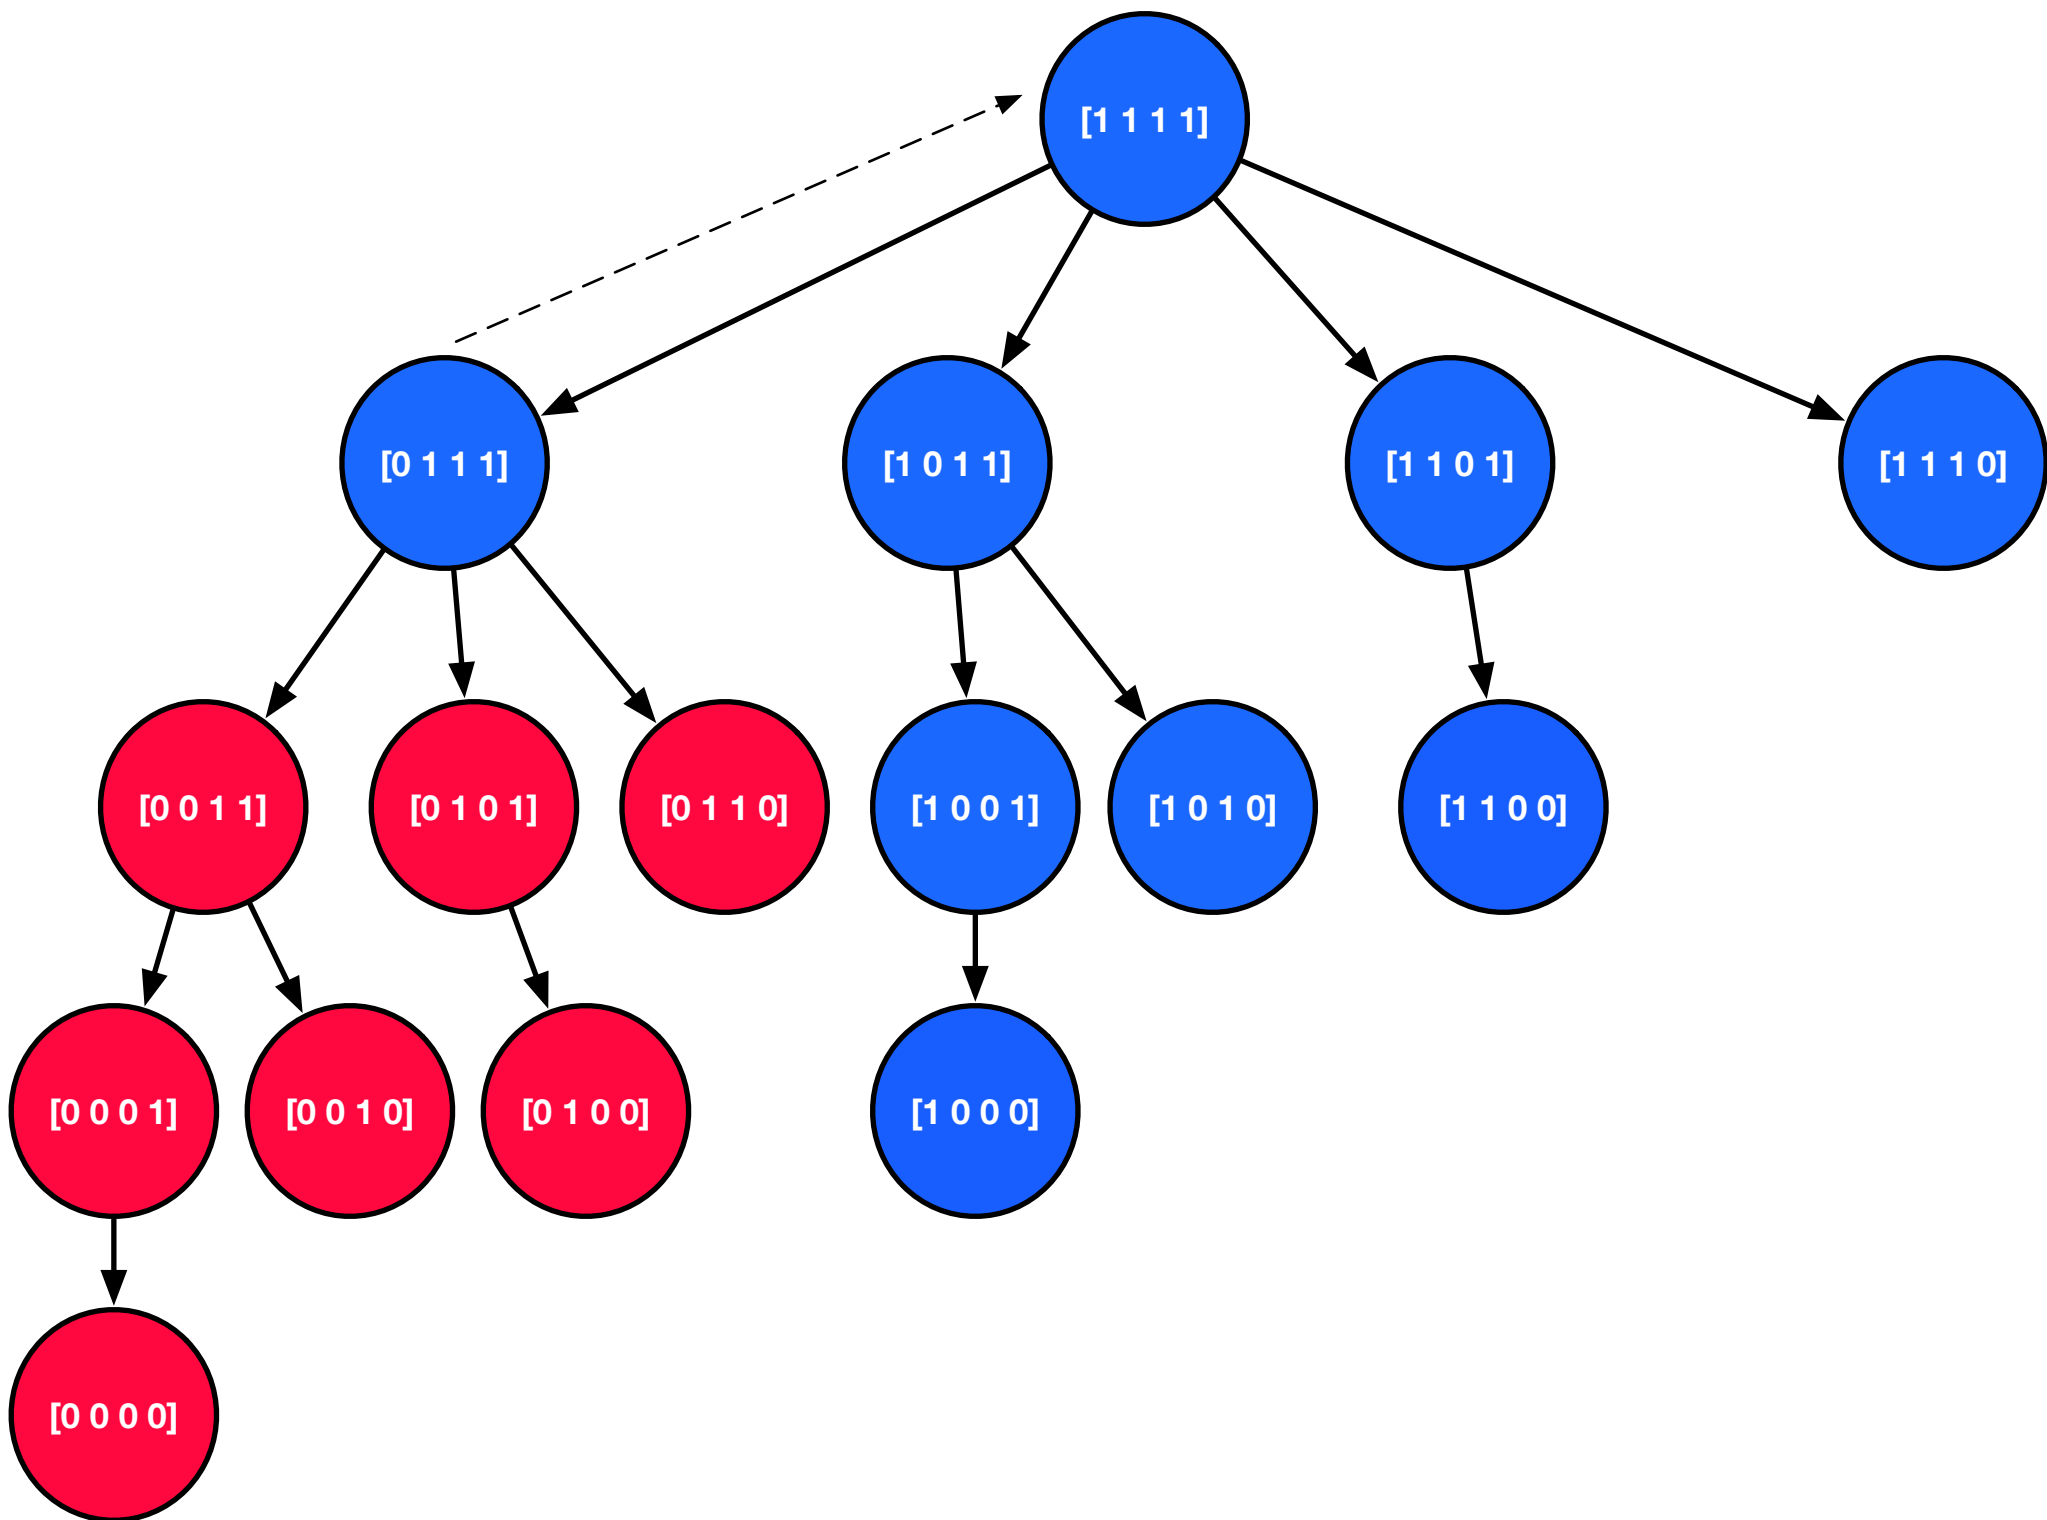 [1 1 1 1]
[0 1 1 1]
[1 0 1 1]
[1 1 0 1]
[1 1 1 0]
[0 0 1 1]
[0 1 0 1]
[0 1 1 0]
[1 0 0 1]
[1 0 1 0]
[1 1 0 0]
[0 0 0 1]
[0 0 1 0]
[0 1 0 0]
[1 0 0 0]
[0 0 0 0]